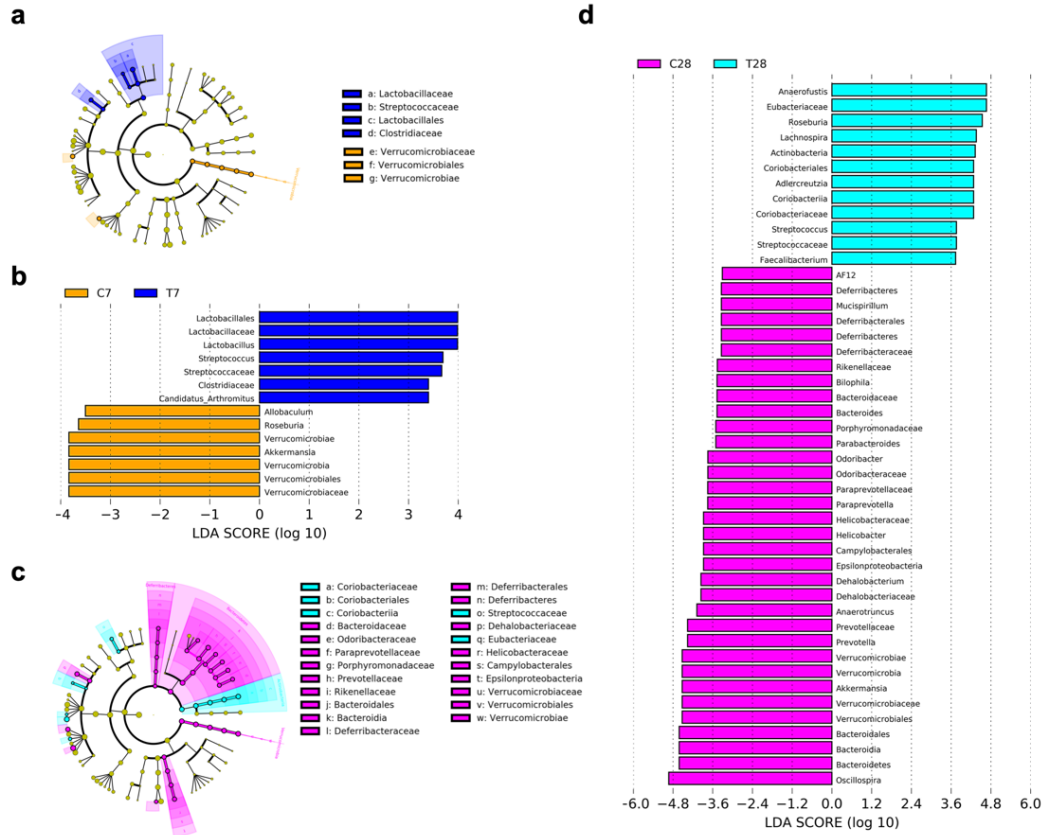 a
a: Lactobacillaceae
b: Streptococcaceae
c: Lactobacillales
d: Clostridiaceae
e: Verrucomicrobiaceae
f: Verrucomicrobiales
g: Verrucomicrobiae
b
C7 T7
Lactobacillales
Lactobacillaceae
Lactobacillus
Streptococcus
Streptococcaceae
Clostridiaceae
Candidatus_Arthromitus
Allobaculum
Roseburia
Verrucomicrobiae
Akkermansia
Verrucomicrobia
Verrucomicrobiales
Verrucomicrobiaceae
−4 −3 −2 −1 0 1 2 3 4
LDA SCORE (log 10)
c
a: Coriobacteriaceae
b: Coriobacteriales
c: Coriobacteriia
d: Bacteroidaceae
e: Odoribacteraceae
f: Paraprevotellaceae
g: Porphyromonadaceae
h: Prevotellaceae
i: Rikenellaceae
j: Bacteroidales
k: Bacteroidia
l: Deferribacteraceae
m: Deferribacterales
n: Deferribacteres
o: Streptococcaceae
p: Dehalobacteriaceae
q: Eubacteriaceae
r: Helicobacteraceae
s: Campylobacterales
t: Epsilonproteobacteria
u: Verrucomicrobiaceae
v: Verrucomicrobiales
w: Verrucomicrobiae
d
C28 T28
Anaerofustis
Eubacteriaceae
Roseburia
Lachnospira
Actinobacteria
Coriobacteriales
Adlercreutzia
Coriobacteriia
Coriobacteriaceae
Streptococcus
Streptococcaceae
Faecalibacterium
AF12
Deferribacteres
Mucispirillum
Deferribacterales
Deferribacteres
Deferribacteraceae
Rikenellaceae
Bilophila
Bacteroidaceae
Bacteroides
Porphyromonadaceae
Parabacteroides
Odoribacter
Odoribacteraceae
Paraprevotellaceae
Paraprevotella
Helicobacteraceae
Helicobacter
Campylobacterales
Epsilonproteobacteria
Dehalobacterium
Dehalobacteriaceae
Anaerotruncus
Prevotellaceae
Prevotella
Verrucomicrobiae
Verrucomicrobia
Akkermansia
Verrucomicrobiaceae
Verrucomicrobiales
Bacteroidales
Bacteroidia
Bacteroidetes
Oscillospira
-6.0 -4.8 -3.6 -2.4 -1.2 0.0 1.2 2.4 3.6 4.8 6.0
LDA SCORE (log 10)